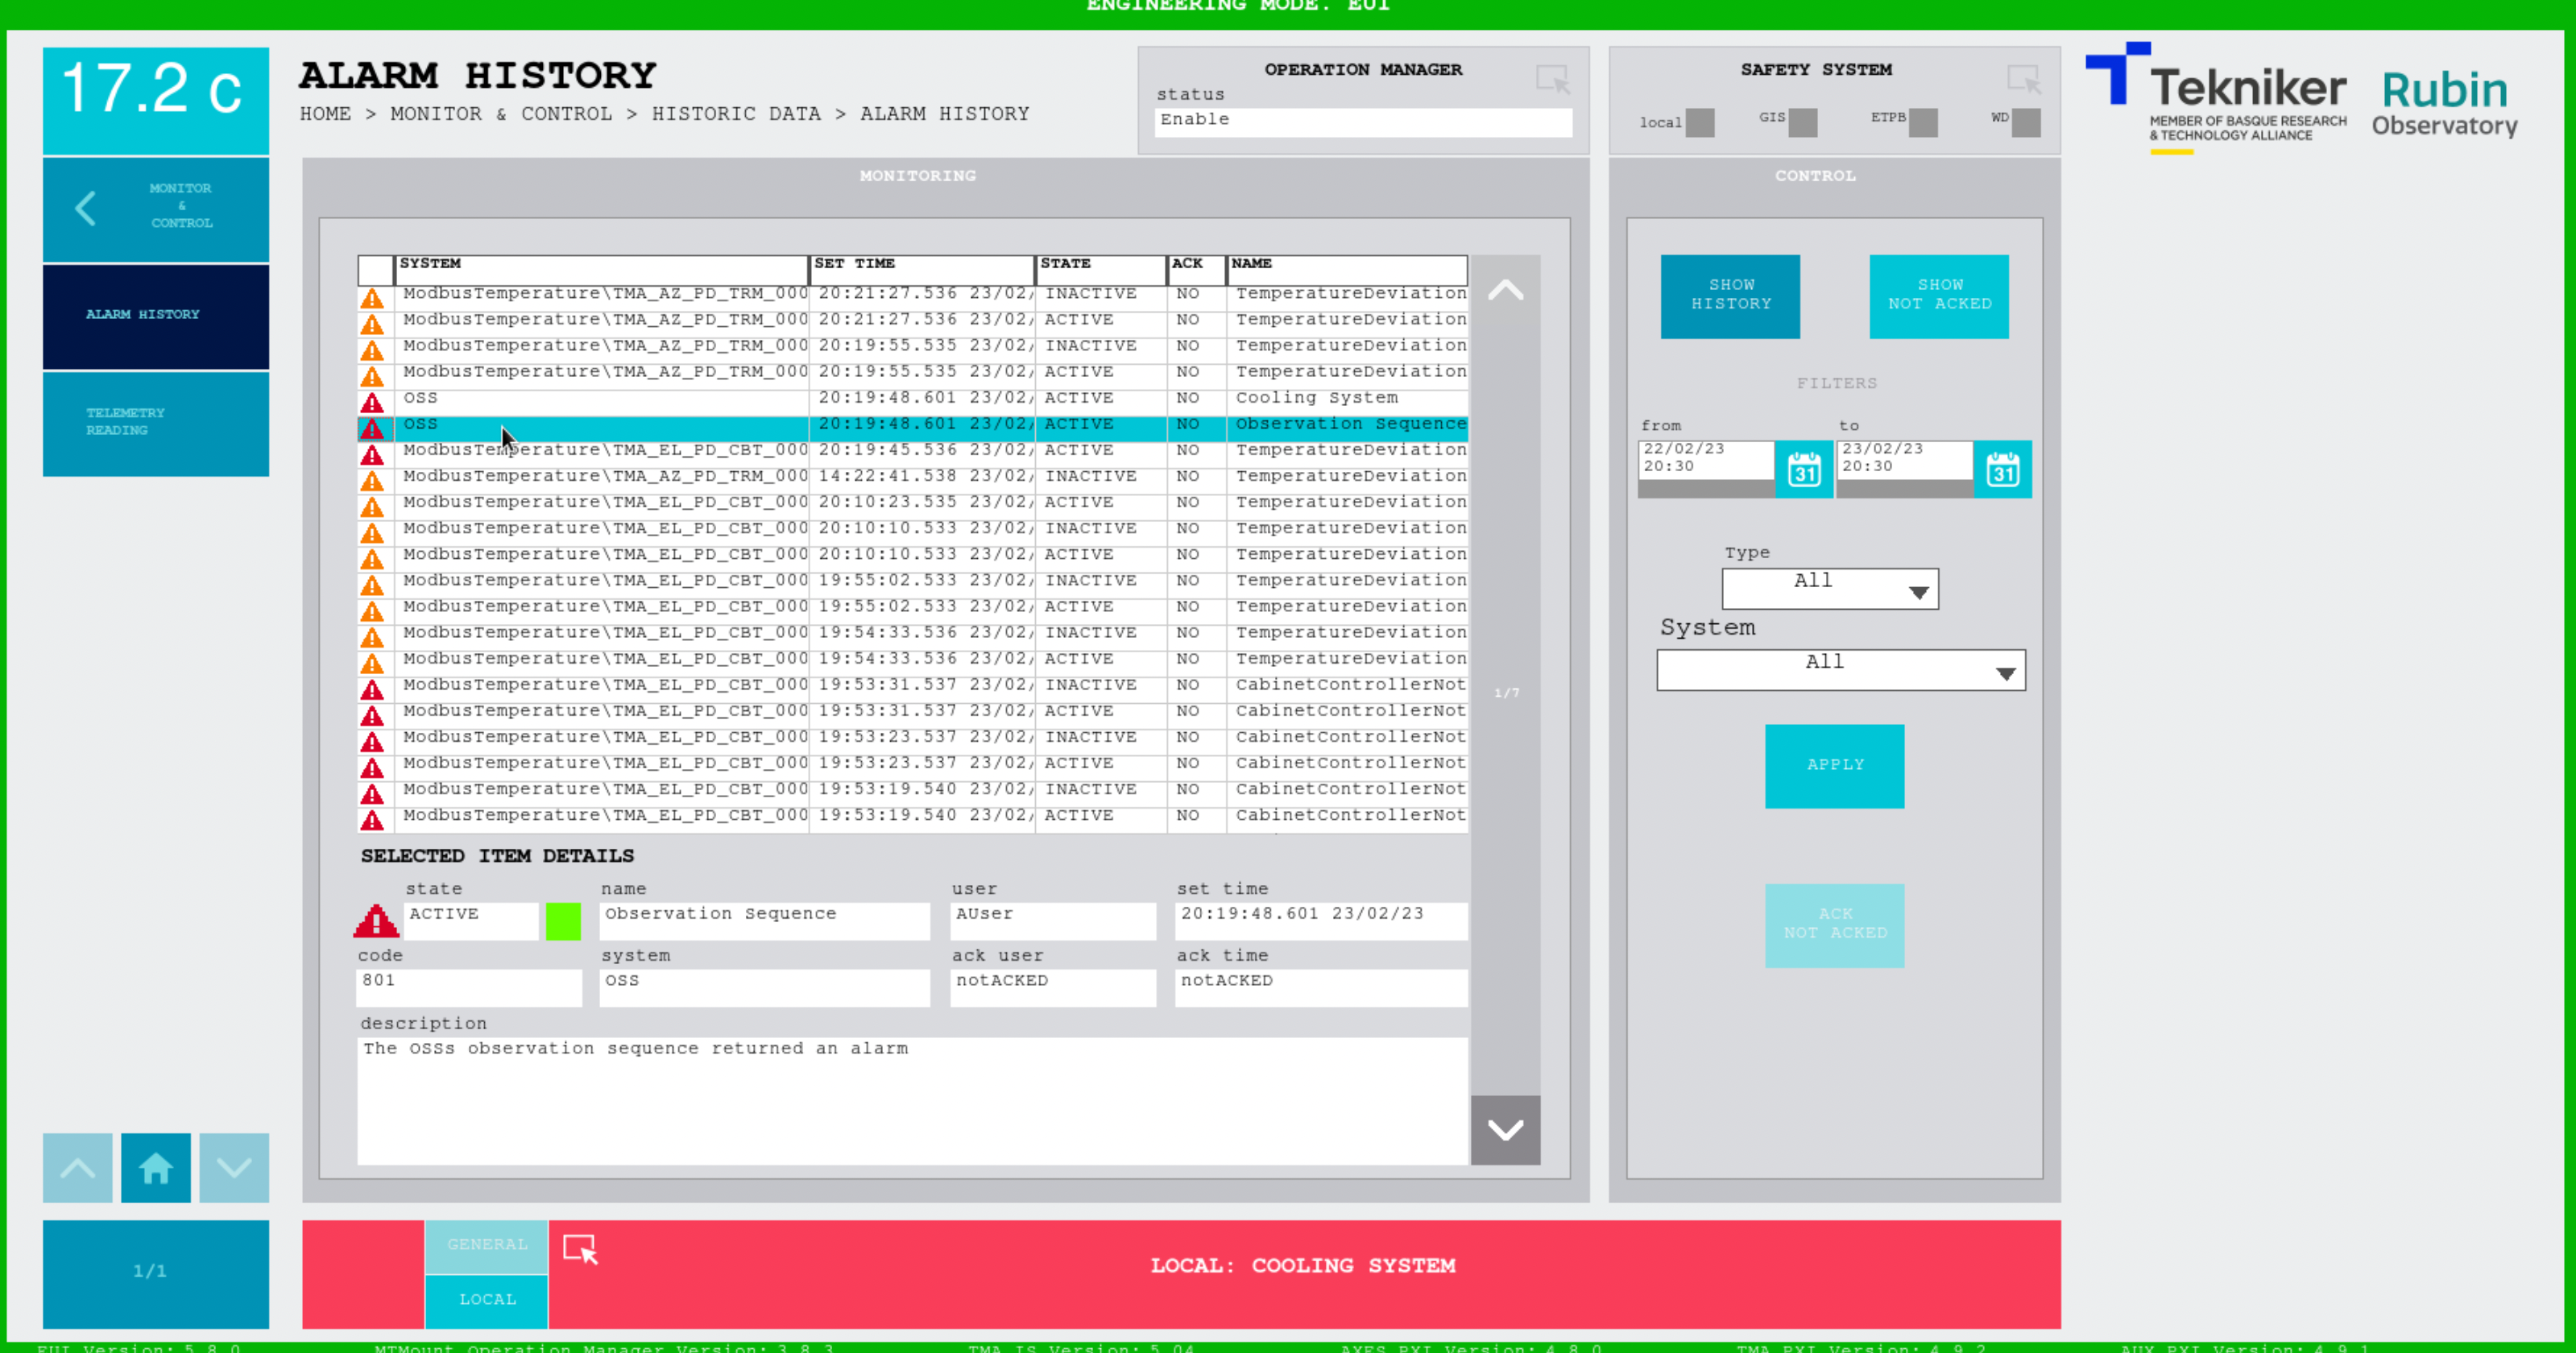 ENGINEERING MODE: EUI
17.2 c
ALARM HISTORY
HOME > MONITOR & CONTROL > HISTORIC DATA > ALARM HISTORY
OPERATION MANAGER
status
Enable
SAFETY SYSTEM
local GIS ETPB WD
Tekniker
MEMBER OF BASQUE RESEARCH
& TECHNOLOGY ALLIANCE
Rubin
Observatory
MONITOR
&
CONTROL
ALARM HISTORY
TELEMETRY
READING
MONITORING
SYSTEM SET TIME STATE ACK NAME
ModbusTemperature\TMA_AZ_PD_TRM_000 20:21:27.536 23/02/ INACTIVE NO TemperatureDeviation
ModbusTemperature\TMA_AZ_PD_TRM_000 20:21:27.536 23/02/ ACTIVE NO TemperatureDeviation
ModbusTemperature\TMA_AZ_PD_TRM_000 20:19:55.535 23/02/ INACTIVE NO TemperatureDeviation
ModbusTemperature\TMA_AZ_PD_TRM_000 20:19:55.535 23/02/ ACTIVE NO TemperatureDeviation
OSS 20:19:48.601 23/02/ ACTIVE NO Cooling System
OSS 20:19:48.601 23/02/ ACTIVE NO Observation Sequence
ModbusTemperature\TMA_EL_PD_CBT_000 20:19:45.536 23/02/ ACTIVE NO TemperatureDeviation
ModbusTemperature\TMA_AZ_PD_TRM_000 14:22:41.538 23/02/ INACTIVE NO TemperatureDeviation
ModbusTemperature\TMA_EL_PD_CBT_000 20:10:23.535 23/02/ ACTIVE NO TemperatureDeviation
ModbusTemperature\TMA_EL_PD_CBT_000 20:10:10.533 23/02/ INACTIVE NO TemperatureDeviation
ModbusTemperature\TMA_EL_PD_CBT_000 20:10:10.533 23/02/ ACTIVE NO TemperatureDeviation
ModbusTemperature\TMA_EL_PD_CBT_000 19:55:02.533 23/02/ INACTIVE NO TemperatureDeviation
ModbusTemperature\TMA_EL_PD_CBT_000 19:55:02.533 23/02/ ACTIVE NO TemperatureDeviation
ModbusTemperature\TMA_EL_PD_CBT_000 19:54:33.536 23/02/ INACTIVE NO TemperatureDeviation
ModbusTemperature\TMA_EL_PD_CBT_000 19:54:33.536 23/02/ ACTIVE NO TemperatureDeviation
ModbusTemperature\TMA_EL_PD_CBT_000 19:53:31.537 23/02/ INACTIVE NO CabinetControllerNot
ModbusTemperature\TMA_EL_PD_CBT_000 19:53:31.537 23/02/ ACTIVE NO CabinetControllerNot
ModbusTemperature\TMA_EL_PD_CBT_000 19:53:23.537 23/02/ INACTIVE NO CabinetControllerNot
ModbusTemperature\TMA_EL_PD_CBT_000 19:53:23.537 23/02/ ACTIVE NO CabinetControllerNot
ModbusTemperature\TMA_EL_PD_CBT_000 19:53:19.540 23/02/ INACTIVE NO CabinetControllerNot
ModbusTemperature\TMA_EL_PD_CBT_000 19:53:19.540 23/02/ ACTIVE NO CabinetControllerNot
1/7
SELECTED ITEM DETAILS
state name user set time
ACTIVE Observation Sequence AUser 20:19:48.601 23/02/23
code system ack user ack time
801 OSS notACKED notACKED
description
The OSSs observation sequence returned an alarm
CONTROL
SHOW
HISTORY
SHOW
NOT ACKED
FILTERS
from to
22/02/23
20:30
31
23/02/23
20:30
31
Type
All
System
All
APPLY
ACK
NOT ACKED
1/1
GENERAL
LOCAL
LOCAL: COOLING SYSTEM
EUI Version: 5.8.0 MTMount Operation Manager Version: 3.8.3 TMA IS Version: 5.04 AXES PXI Version: 4.8.0 TMA PXI Version: 4.9.2 AUX PXI Version: 4.9.1